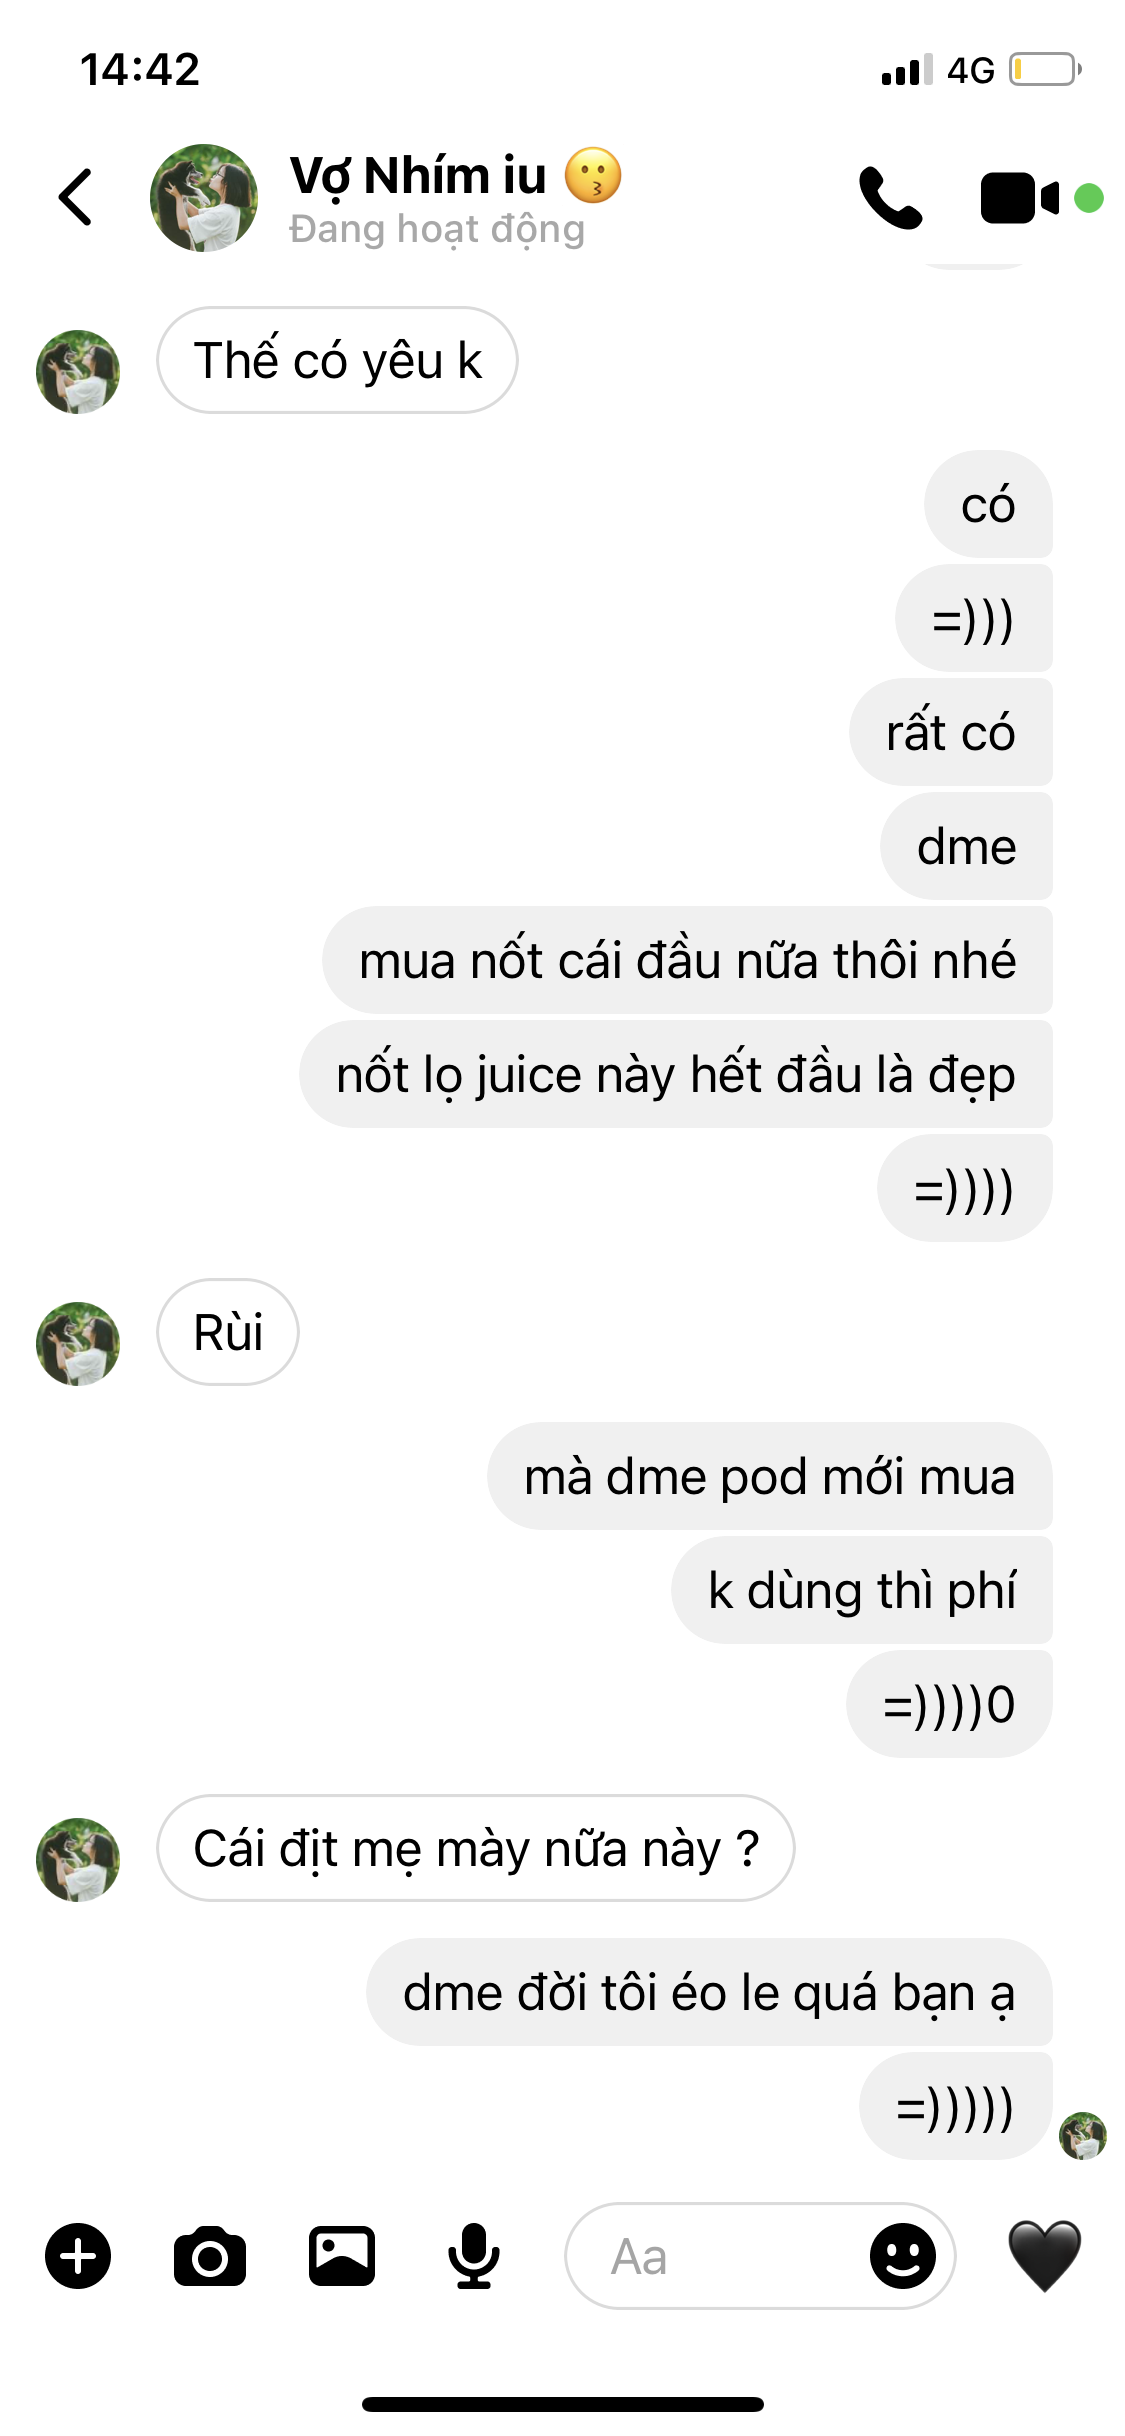 14:42
4G
Vợ Nhím iu 😗
Đang hoạt động
Thế có yêu k
có
=)))
rất có
dme
mua nốt cái đầu nữa thôi nhé
nốt lọ juice này hết đầu là đẹp
=))))
Rùi
mà dme pod mới mua
k dùng thì phí
=))))0
Cái địt mẹ mày nữa này ?
dme đời tôi éo le quá bạn ạ
=)))))
Aa